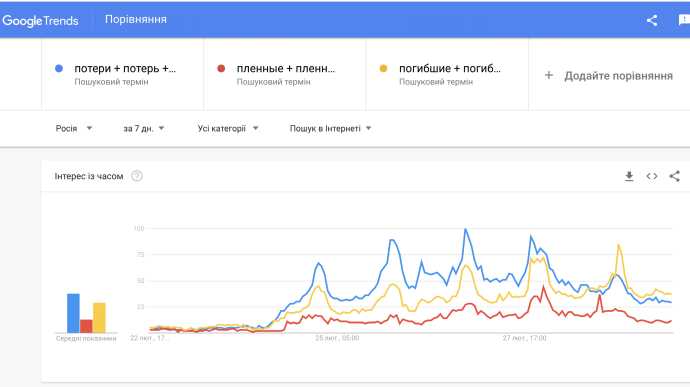 Google Trends Порівняння
потери + потерь +...
Пошуковий термін
пленные + пленн...
Пошуковий термін
погибшие + погиб...
Пошуковий термін
+ Додайте порівняння
Росія за 7 дн. Усі категорії Пошук в Інтернеті
Інтерес із часом
100
75
50
25
Середні показники
22 лют., 17... 25 лют., 05:00 27 лют., 17:00